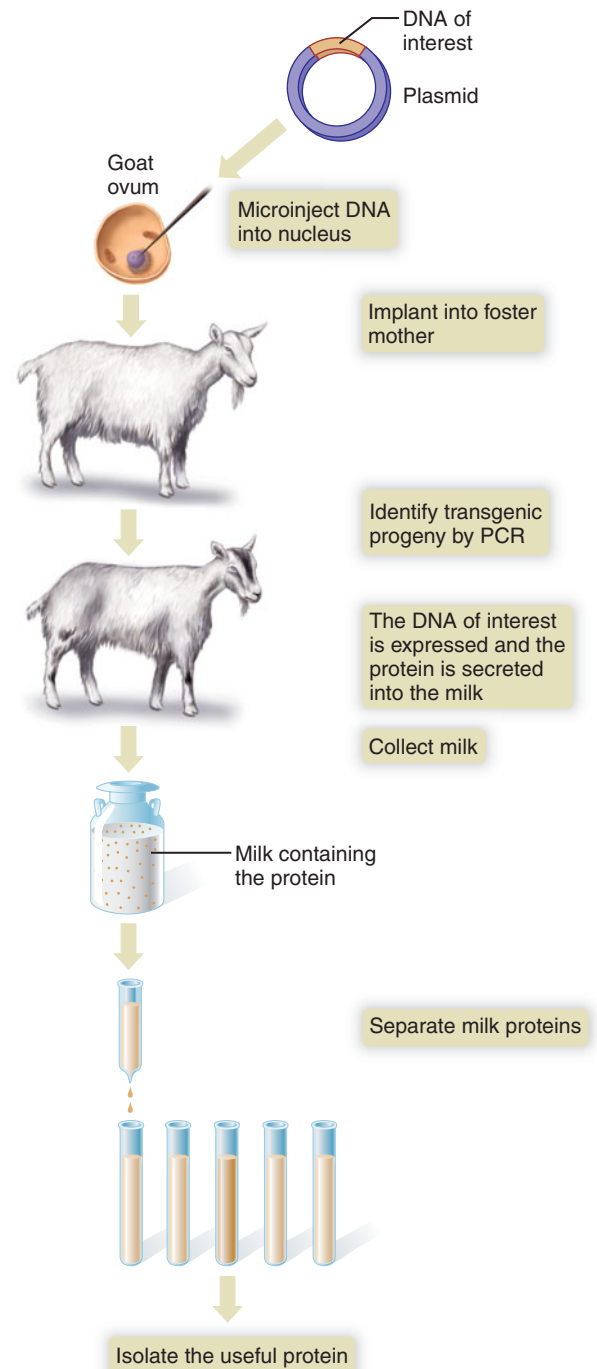 DNA of
interest
Plasmid
Goat
ovum
Microinject DNA
into nucleus
Implant into foster
mother
Identify transgenic
progeny by PCR
The DNA of interest
is expressed and the
protein is secreted
into the milk
Collect milk
Milk containing
the protein
Separate milk proteins
Isolate the useful protein